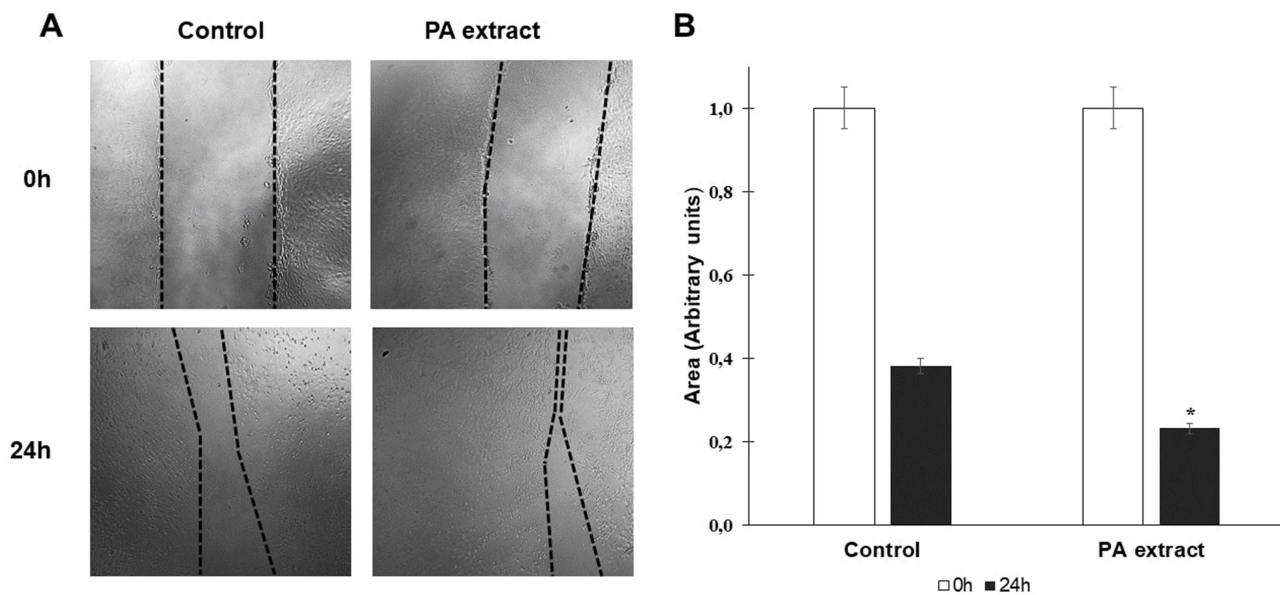 A
Control
PA extract
0h
24h
B
Area (Arbitrary units)
1,0
0,8
0,6
0,4
0,2
0,0
*
Control
PA extract
0h 24h